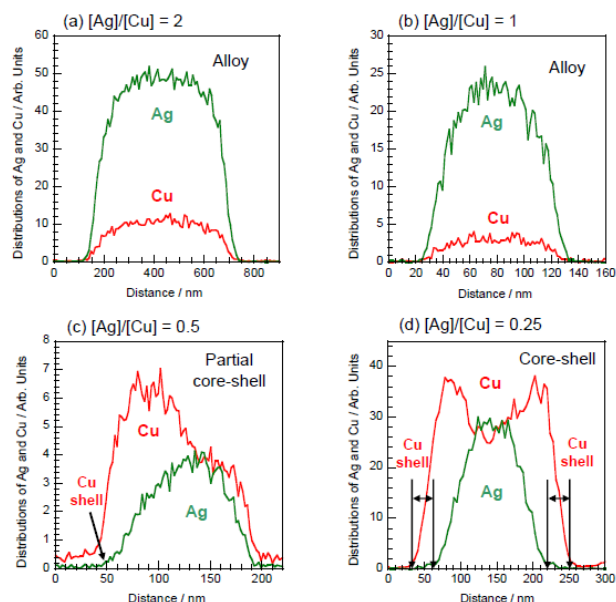 (a) [Ag]/[Cu] = 2
Distributions of Ag and Cu / Arb. Units
60
50
40
30
20
10
0
Alloy
Ag
Cu
0 200 400 600 800
Distance / nm
(b) [Ag]/[Cu] = 1
Distributions of Ag and Cu / Arb. Units
30
25
20
15
10
5
0
Alloy
Ag
Cu
0 20 40 60 80 100 120 140 160
Distance / nm
(c) [Ag]/[Cu] = 0.5
Distributions of Ag and Cu / Arb. Units
8
7
6
5
4
3
2
1
0
Partial
core-shell
Cu
Cu
shell
Ag
0 50 100 150 200
Distance / nm
(d) [Ag]/[Cu] = 0.25
Distributions of Ag and Cu / Arb. Units
40
30
20
10
0
Core-shell
Cu
Cu
shell
Cu
shell
Ag
0 50 100 150 200 250 300
Distance / nm